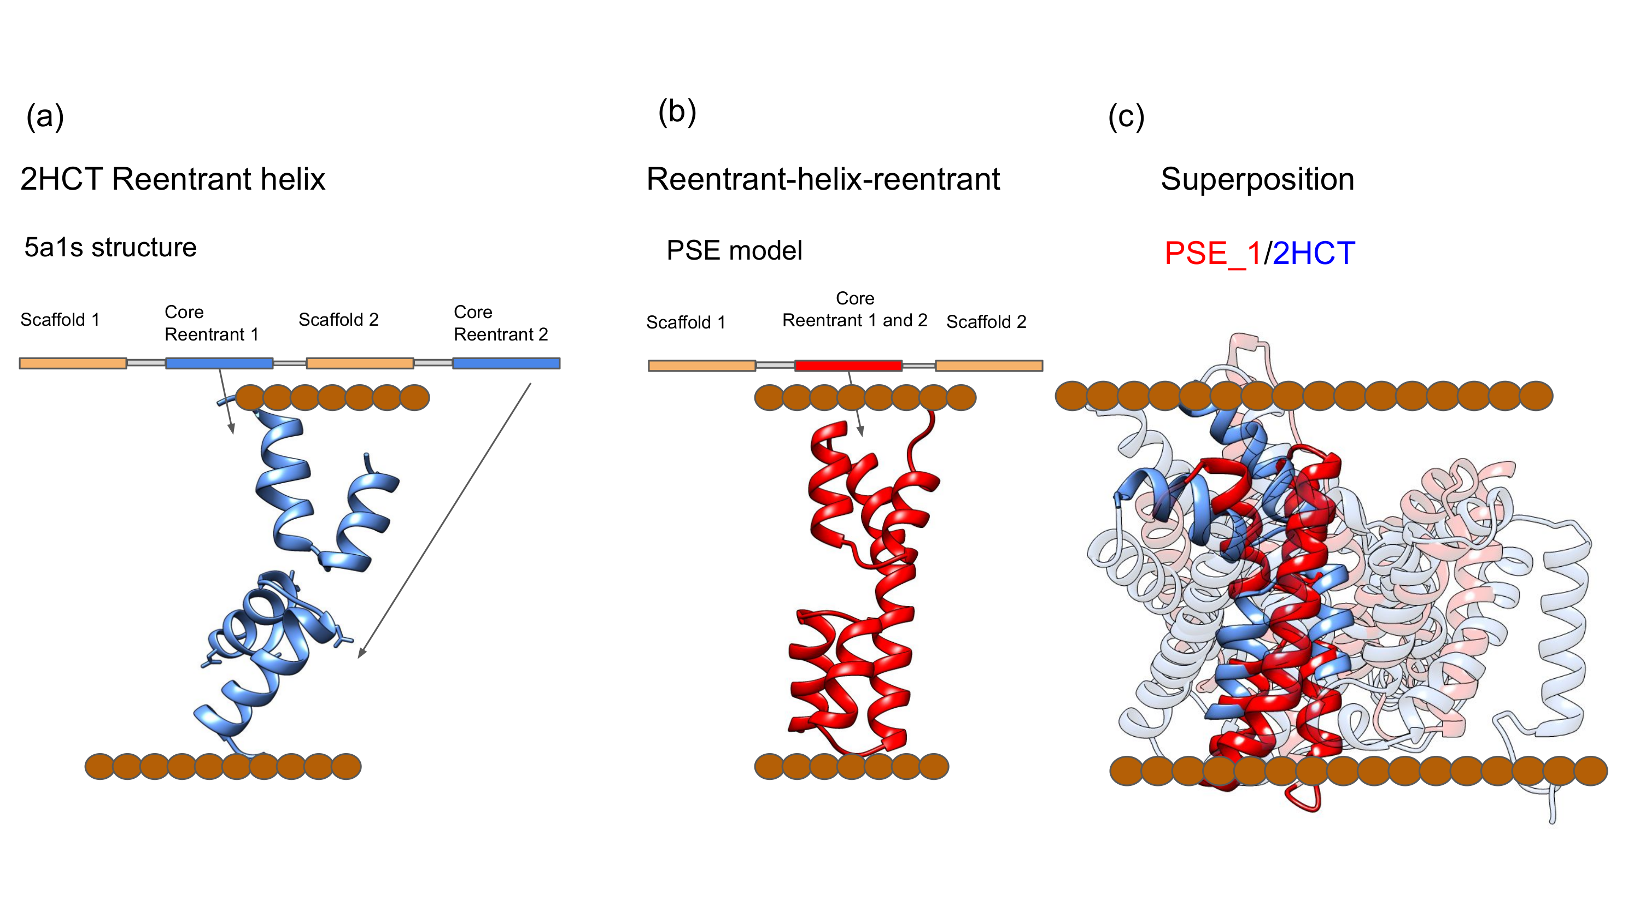 (a)
2HCT Reentrant helix
5a1s structure
Scaffold 1
Core
Reentrant 1
Scaffold 2
Core
Reentrant 2
(b)
Reentrant-helix-reentrant
PSE model
Scaffold 1
Core
Reentrant 1 and 2
Scaffold 2
(c)
Superposition
PSE_1/2HCT